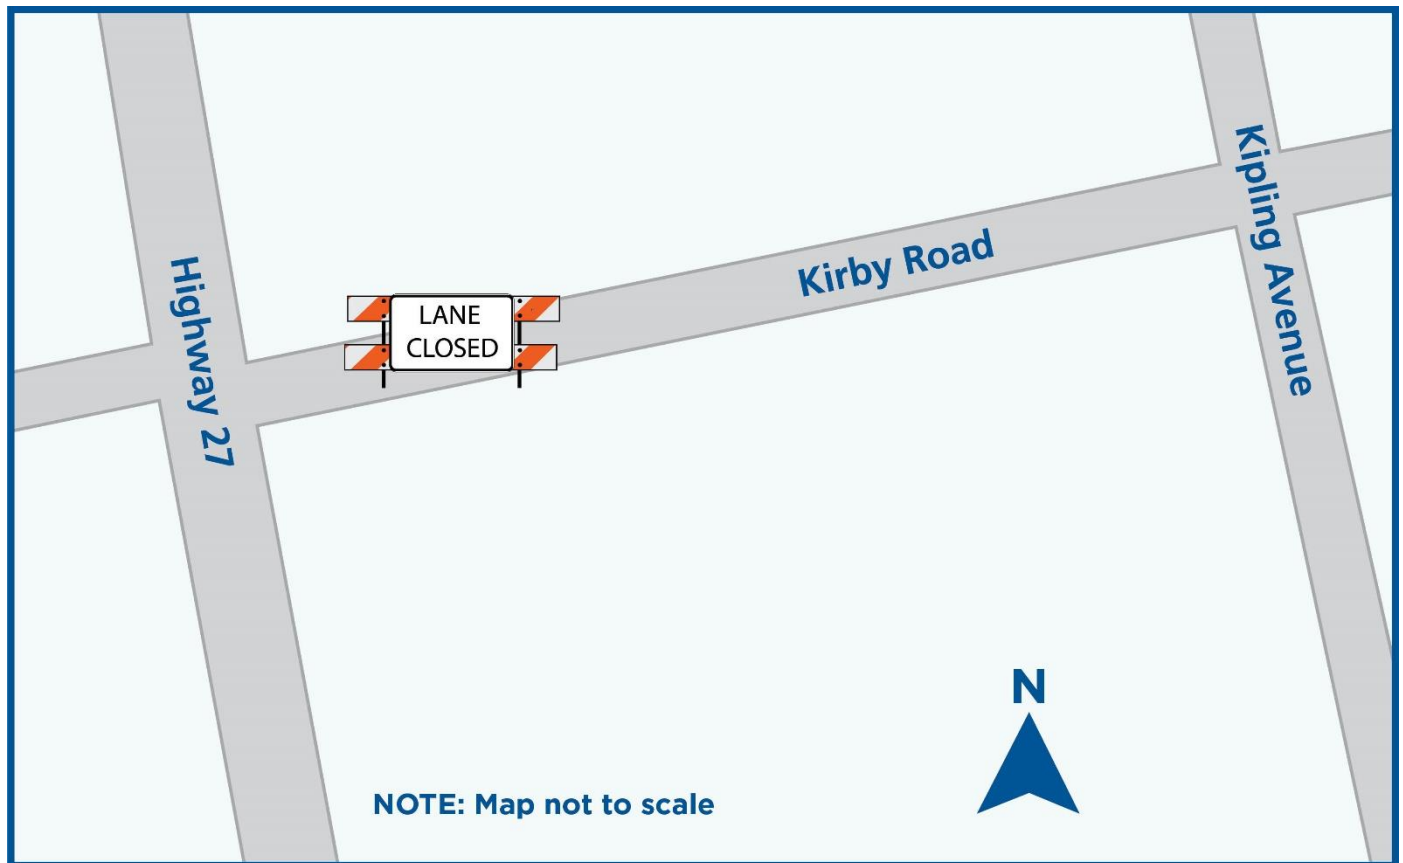 Kipling Avenue
Kirby Road
Highway 27
LANE
CLOSED
N
NOTE: Map not to scale